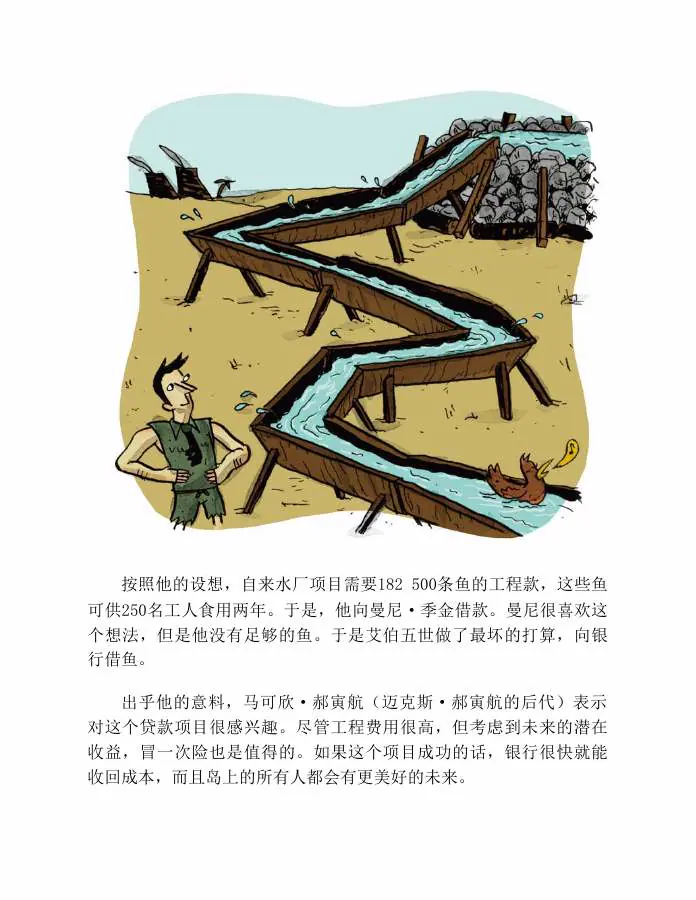 按照他的设想，自来水厂项目需要182 500条鱼的工程款，这些鱼
可供250名工人食用两年。于是，他向曼尼·季金借款。曼尼很喜欢这
个想法，但是他没有足够的鱼。于是艾伯五世做了最坏的打算，向银
行借鱼。
出乎他的意料，马可欣·郝寅航（迈克斯·郝寅航的后代）表示
对这个贷款项目很感兴趣。尽管工程费用很高，但考虑到未来的潜在
收益，冒一次险也是值得的。如果这个项目成功的话，银行很快就能
收回成本，而且岛上的所有人都会有更美好的未来。